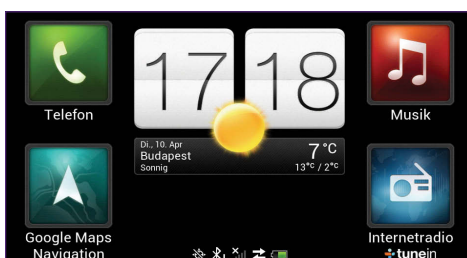 17 18
Telefon
Musik
Di., 10. Apr
Budapest
Sonnig
7 °C
13°C / 2°C
Google Maps
Navigation
Internetradio
tunein